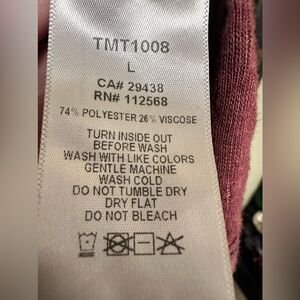 TMT1008
L
CA# 29438
RN# 112568
74% POLYESTER 26% VISCOSE
TURN INSIDE OUT
BEFORE WASH
WASH WITH LIKE COLORS
GENTLE MACHINE
WASH COLD
DO NOT TUMBLE DRY
DRY FLAT
DO NOT BLEACH